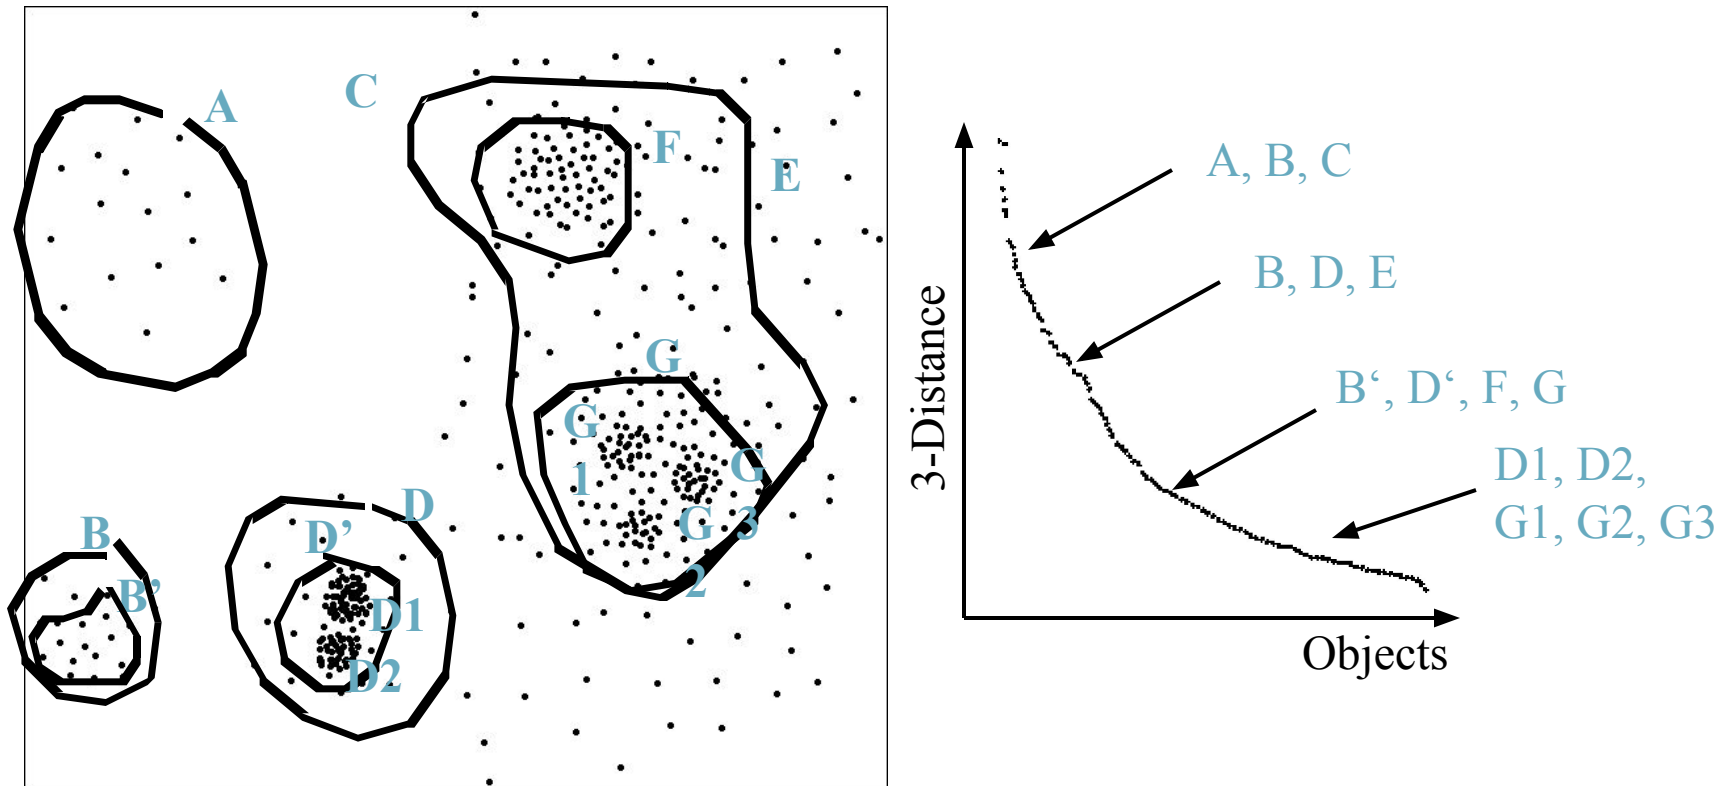 A
C
F
E
G
G
1
G
3
G
2
D
D’
D1
D2
B
B’
3-Distance
Objects
A, B, C
B, D, E
B‘, D‘, F, G
D1, D2,
G1, G2, G3